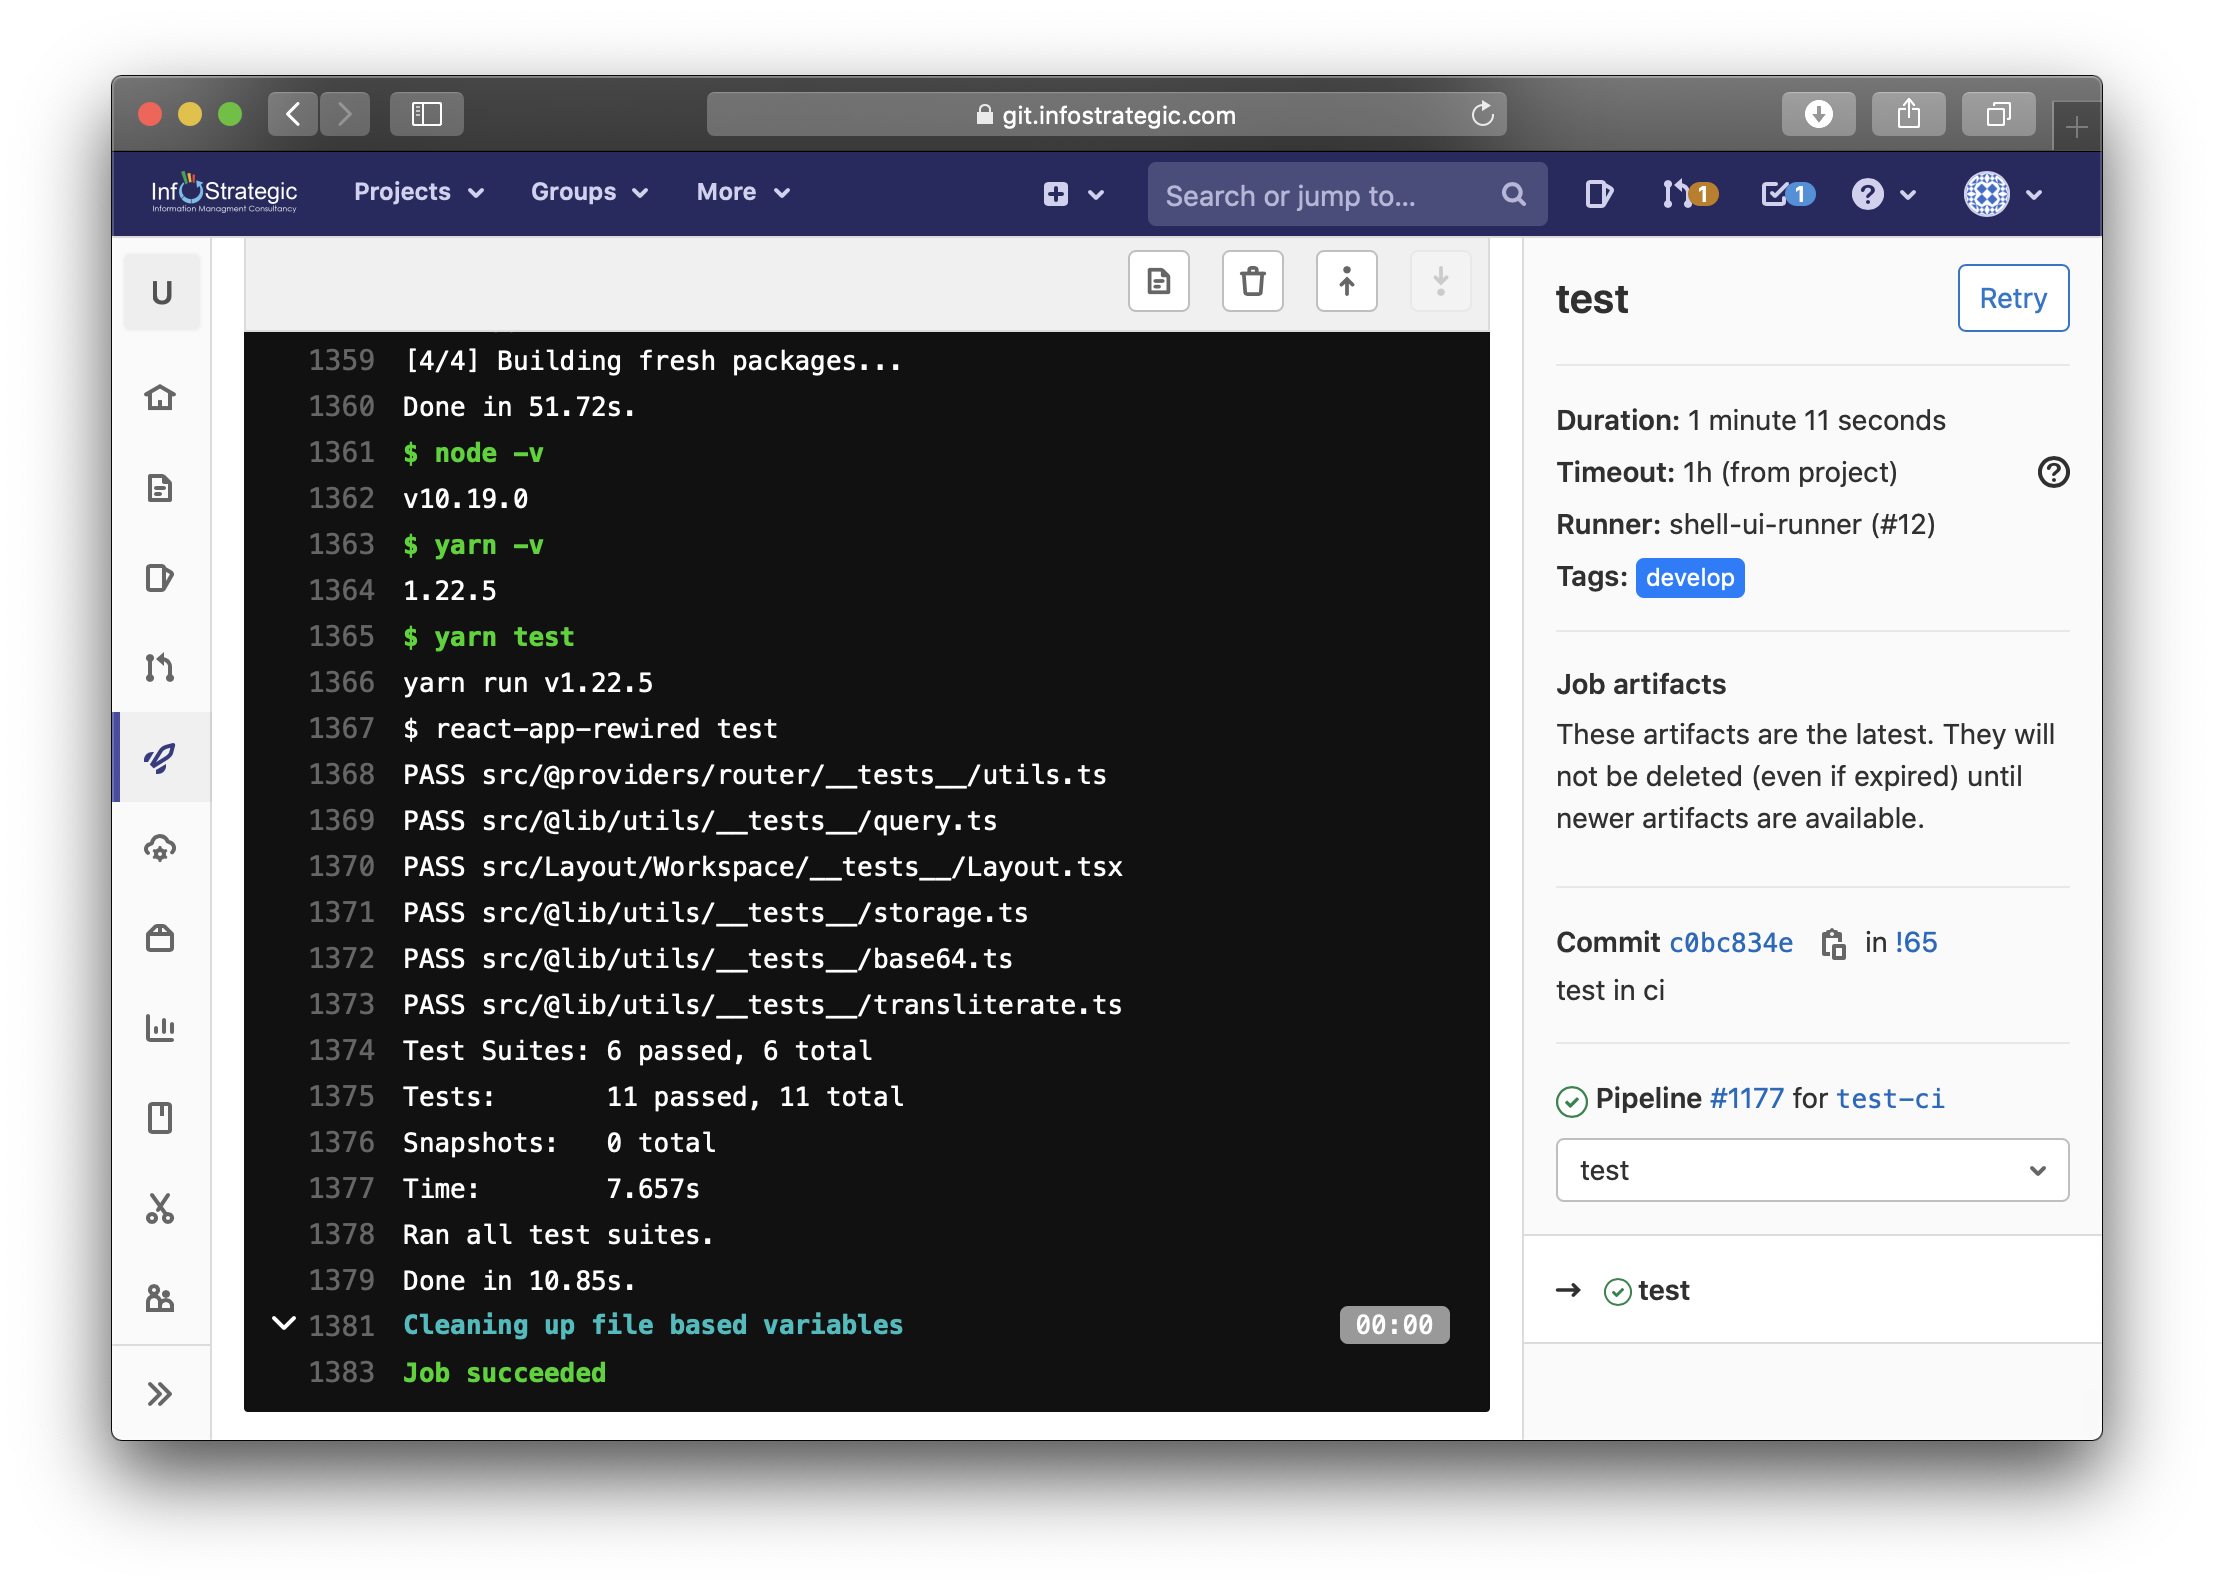 git.infostrategic.com
InfoStrategic
Information Managment Consultancy
Projects
Groups
More
Search or jump to...
1
1
U
1359 [4/4] Building fresh packages...
1360 Done in 51.72s.
1361 $ node -v
1362 v10.19.0
1363 $ yarn -v
1364 1.22.5
1365 $ yarn test
1366 yarn run v1.22.5
1367 $ react-app-rewired test
1368 PASS src/@providers/router/__tests__/utils.ts
1369 PASS src/@lib/utils/__tests__/query.ts
1370 PASS src/Layout/Workspace/__tests__/Layout.tsx
1371 PASS src/@lib/utils/__tests__/storage.ts
1372 PASS src/@lib/utils/__tests__/base64.ts
1373 PASS src/@lib/utils/__tests__/transliterate.ts
1374 Test Suites: 6 passed, 6 total
1375 Tests:       11 passed, 11 total
1376 Snapshots:   0 total
1377 Time:        7.657s
1378 Ran all test suites.
1379 Done in 10.85s.
1381 Cleaning up file based variables 00:00
1383 Job succeeded
test
Retry
Duration: 1 minute 11 seconds
Timeout: 1h (from project)
Runner: shell-ui-runner (#12)
Tags: develop
Job artifacts
These artifacts are the latest. They will
not be deleted (even if expired) until
newer artifacts are available.
Commit c0bc834e in !65
test in ci
Pipeline #1177 for test-ci
test
→ test